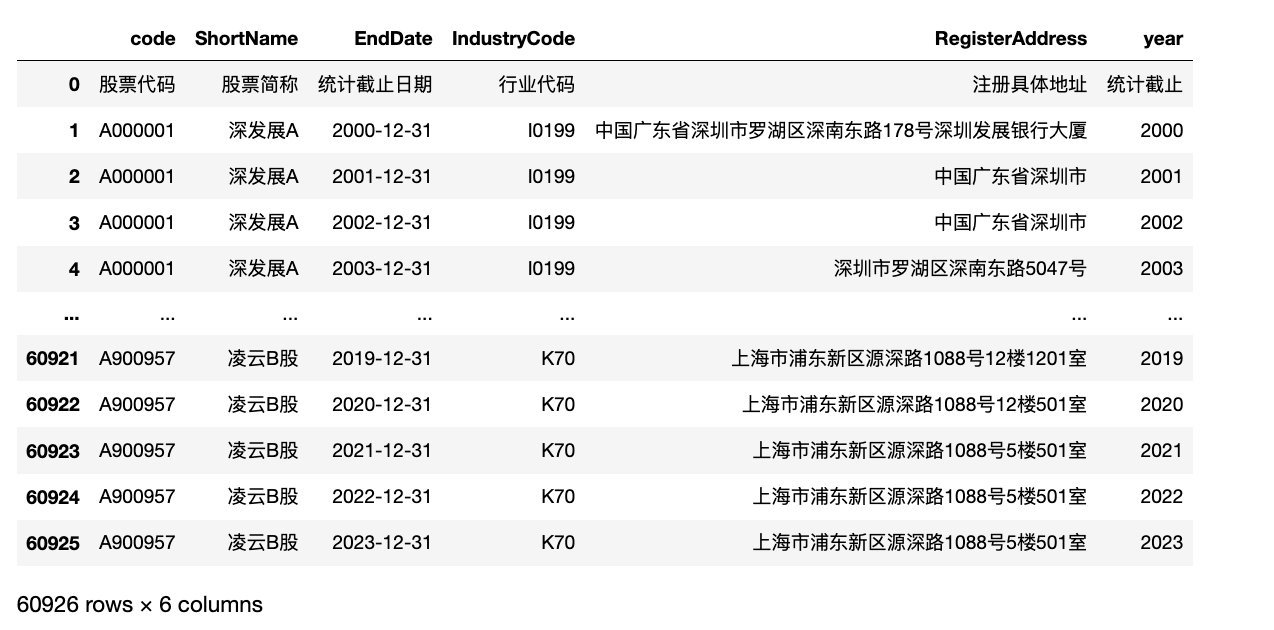 code ShortName EndDate IndustryCode RegisterAddress year
0 股票代码 股票简称 统计截止日期 行业代码 注册具体地址 统计截止
1 A000001 深发展A 2000-12-31 I0199 中国广东省深圳市罗湖区深南东路178号深圳发展银行大厦 2000
2 A000001 深发展A 2001-12-31 I0199 中国广东省深圳市 2001
3 A000001 深发展A 2002-12-31 I0199 中国广东省深圳市 2002
4 A000001 深发展A 2003-12-31 I0199 深圳市罗湖区深南东路5047号 2003
... ... ... ... ... ... ...
60921 A900957 凌云B股 2019-12-31 K70 上海市浦东新区源深路1088号12楼1201室 2019
60922 A900957 凌云B股 2020-12-31 K70 上海市浦东新区源深路1088号12楼501室 2020
60923 A900957 凌云B股 2021-12-31 K70 上海市浦东新区源深路1088号5楼501室 2021
60924 A900957 凌云B股 2022-12-31 K70 上海市浦东新区源深路1088号5楼501室 2022
60925 A900957 凌云B股 2023-12-31 K70 上海市浦东新区源深路1088号5楼501室 2023
60926 rows × 6 columns